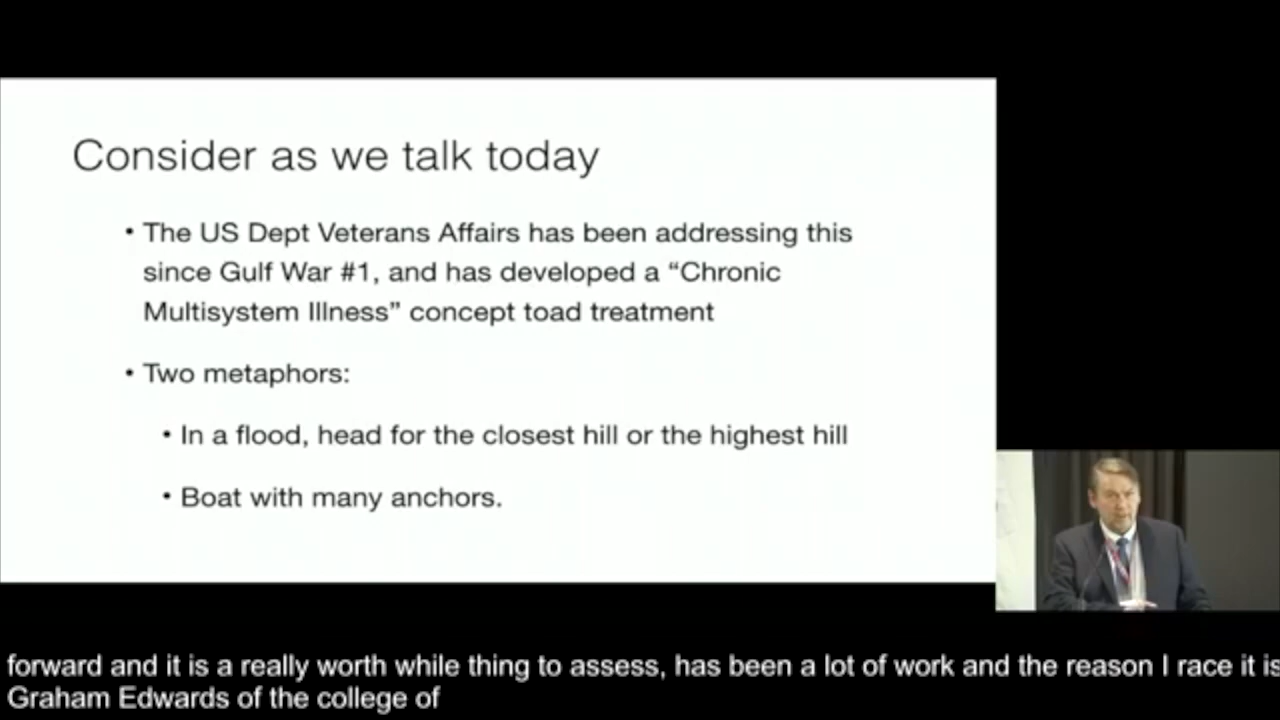 Consider as we talk today
• The US Dept Veterans Affairs has been addressing this
since Gulf War #1, and has developed a “Chronic
Multisystem Illness” concept toad treatment
• Two metaphors:
• In a flood, head for the closest hill or the highest hill
• Boat with many anchors.
forward and it is a really worth while thing to assess, has been a lot of work and the reason I race it is
Graham Edwards of the college of